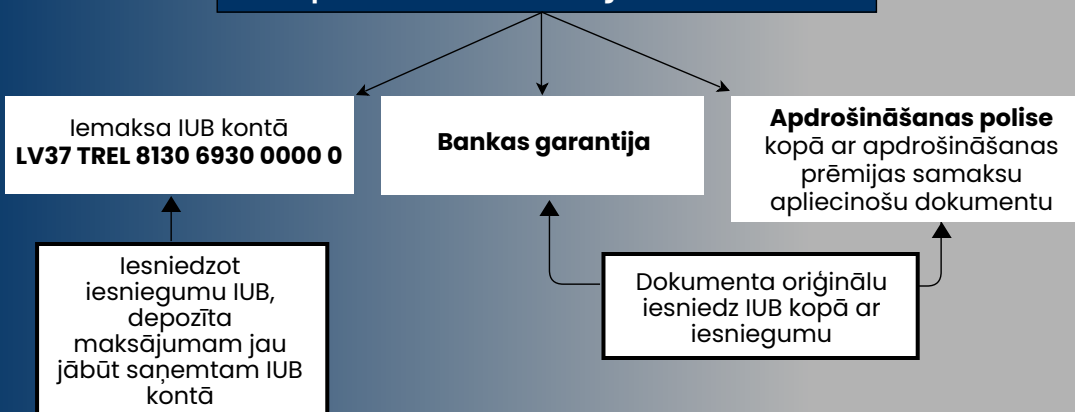 Iemaksa IUB kontā
LV37 TREL 8130 6930 0000 0
Bankas garantija
Apdrošināšanas polise
kopā ar apdrošināšanas
prēmijas samaksu
apliecinošu dokumentu
Iesniedzot
iesniegumu IUB,
depozīta
maksājumam jau
jābūt saņemtam IUB
kontā
Dokumenta oriģinālu
iesniedz IUB kopā ar
iesniegumu